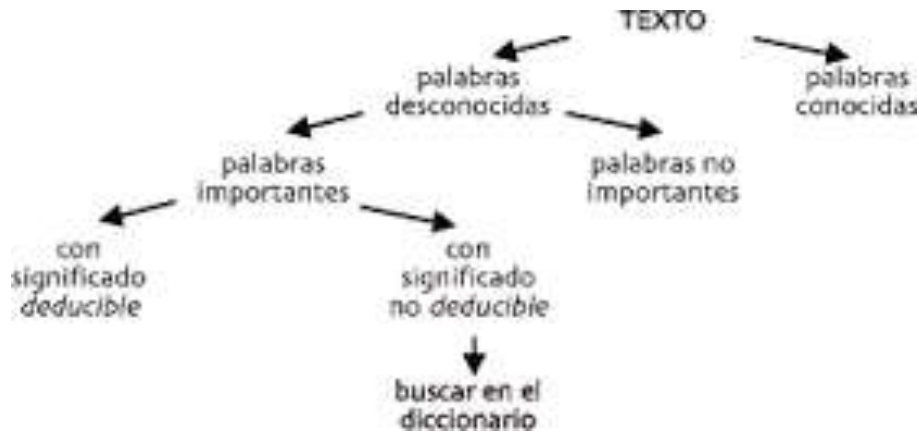 TEXTO
palabras
desconocidas
palabras
conocidas
palabras
importantes
palabras no
importantes
con
significado
deducible
con
significado
no deducible
buscar en el
diccionario